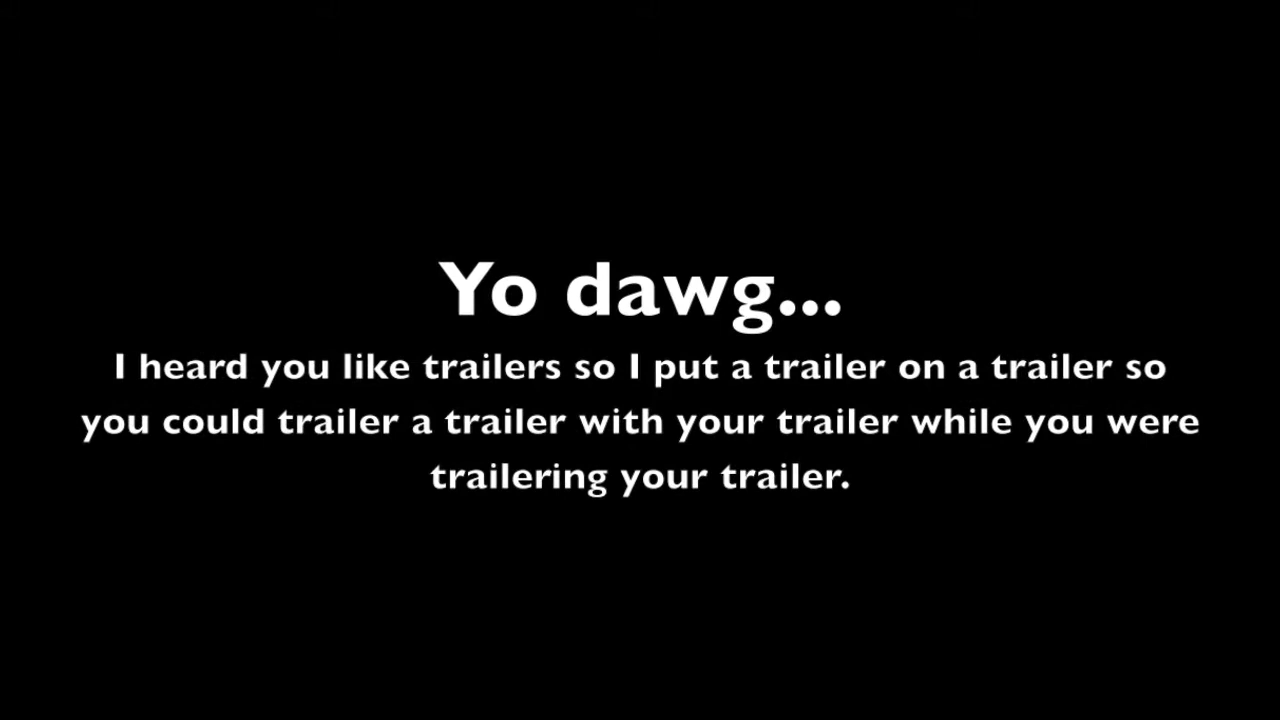 Yo dawg...
I heard you like trailers so I put a trailer on a trailer so
you could trailer a trailer with your trailer while you were
trailering your trailer.